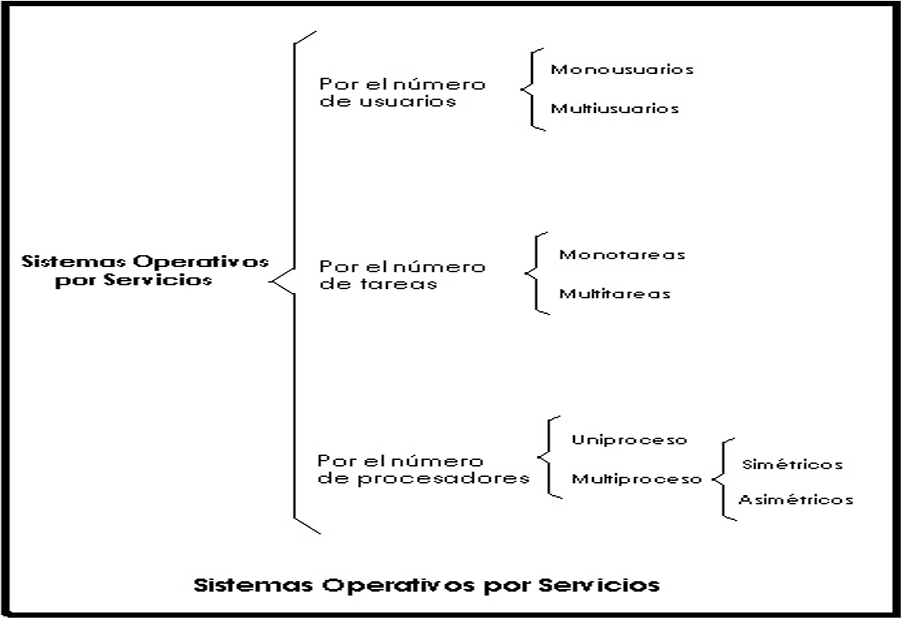 Sistemas Operativos
por Servicios
Por el número
de usuarios
Monousuarios
Multiusuarios
Por el número
de tareas
Monotareas
Multitareas
Por el número
de procesadores
Uniproceso
Multiproceso
Simétricos
Asimétricos
Sistemas Operativos por Servicios